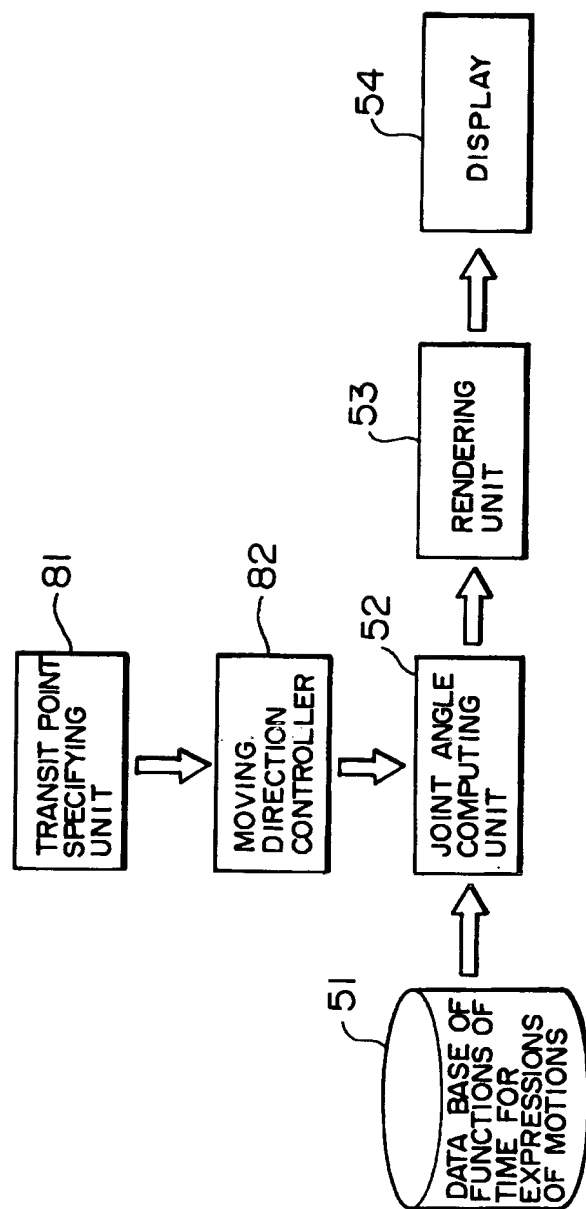 81
TRANSIT POINT
SPECIFYING
UNIT
82
MOVING.
DIRECTION
CONTROLLER
51
DATA BASE OF
FUNCTIONS OF
TIME FOR
EXPRESSIONS
OF MOTIONS
52
JOINT ANGLE
COMPUTING
UNIT
53
RENDERING
UNIT
54
DISPLAY